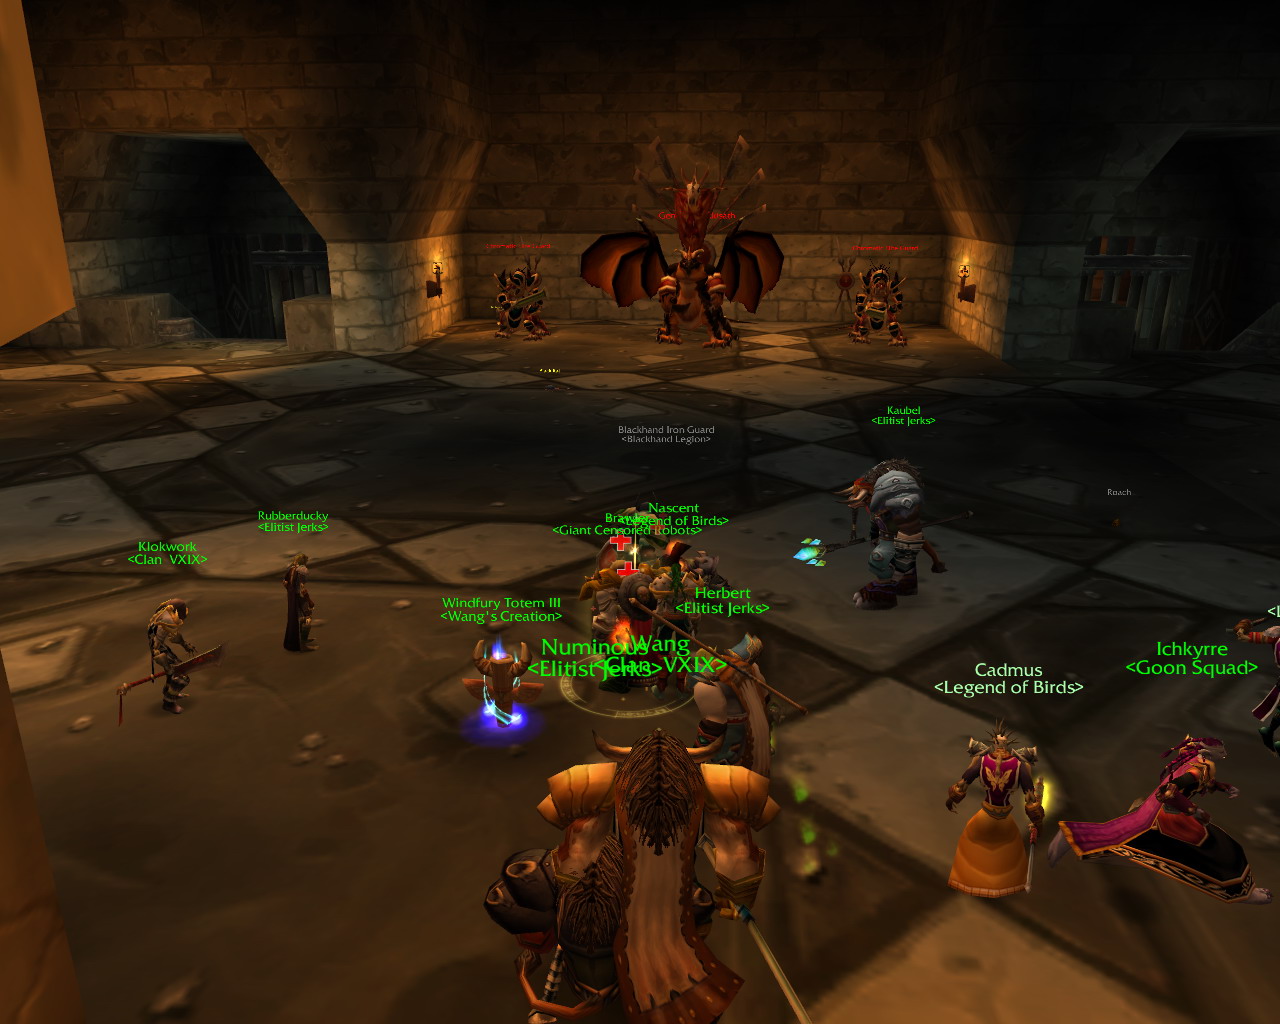 Kaubel
<Elitist Jerks>
Blackhand Iron Guard
<Blackhand Legion>
Roach
Nascent
<Legend of Birds>
<Giant Censored Robots>
Rubberducky
<Elitist Jerks>
Klokwork
<Clan VXIX>
Herbert
<Elitist Jerks>
Windfury Totem III
<Wang's Creation>
Numinous
<Elitist Jerks>
Wang
<Clan VXIX>
Ichkyrre
<Goon Squad>
Cadmus
<Legend of Birds>